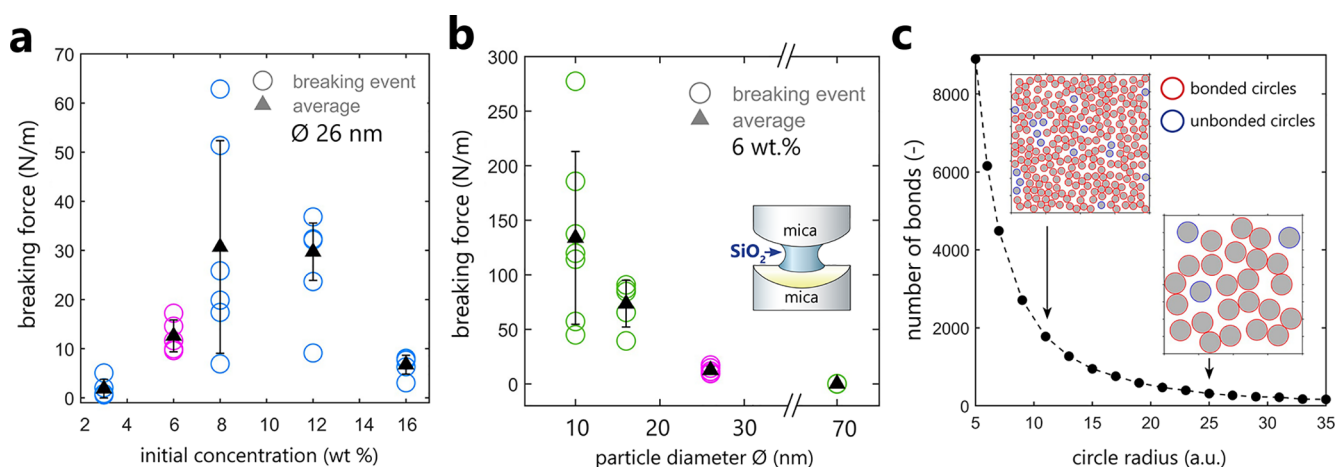 a
70
60
50
40
30
20
10
0
2
4
6
8
10
12
14
16
breaking force (N/m)
initial concentration (wt %)
breaking event
average
Ø 26 nm
b
300
250
200
150
100
50
0
10
20
30
70
breaking force (N/m)
particle diameter Ø (nm)
breaking event
average
6 wt.%
mica
SiO₂
mica
c
8000
6000
4000
2000
0
5
10
15
20
25
30
35
number of bonds (-)
circle radius (a.u.)
bonded circles
unbonded circles